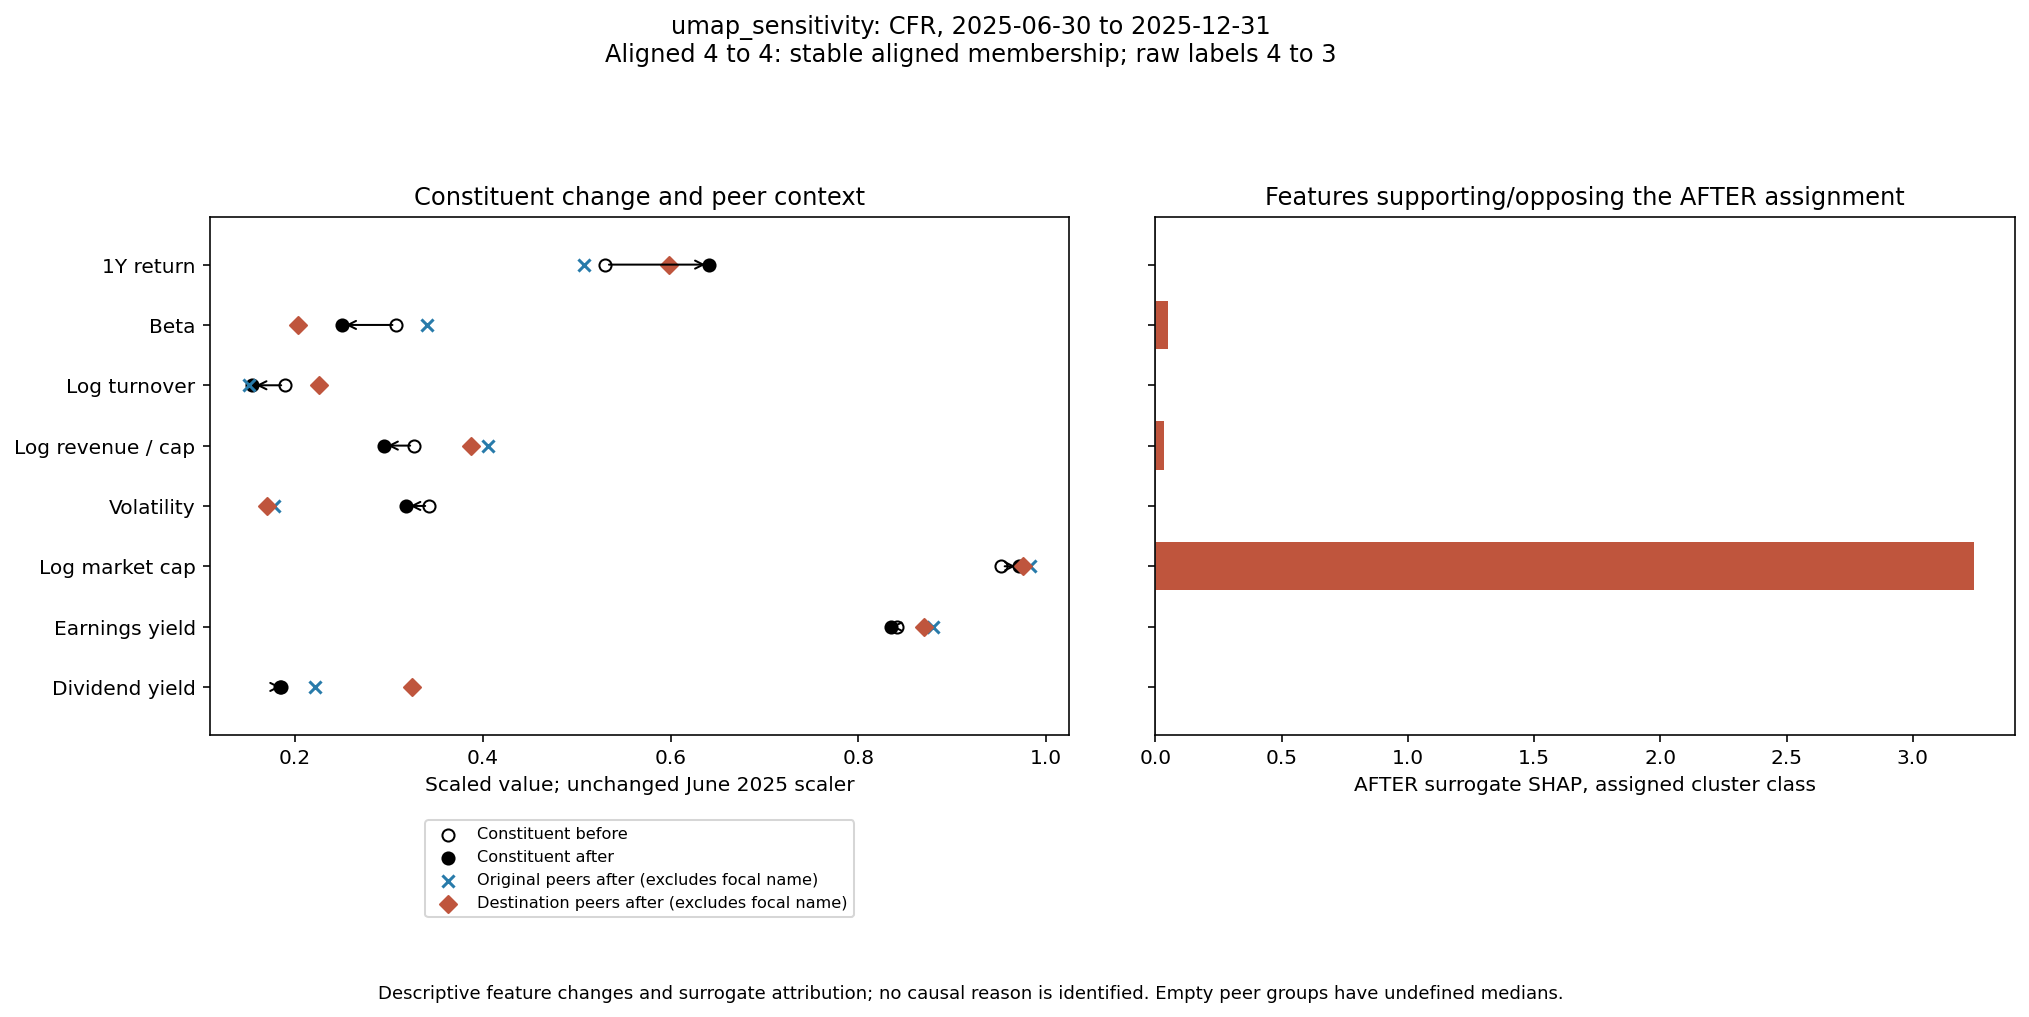 umap_sensitivity: CFR, 2025-06-30 to 2025-12-31
Aligned 4 to 4: stable aligned membership; raw labels 4 to 3
Constituent change and peer context
1Y return
Beta
Log turnover
Log revenue / cap
Volatility
Log market cap
Earnings yield
Dividend yield
0.2 0.4 0.6 0.8 1.0
Scaled value; unchanged June 2025 scaler
Constituent before
Constituent after
Original peers after (excludes focal name)
Destination peers after (excludes focal name)
Features supporting/opposing the AFTER assignment
0.0 0.5 1.0 1.5 2.0 2.5 3.0
AFTER surrogate SHAP, assigned cluster class
Descriptive feature changes and surrogate attribution; no causal reason is identified. Empty peer groups have undefined medians.